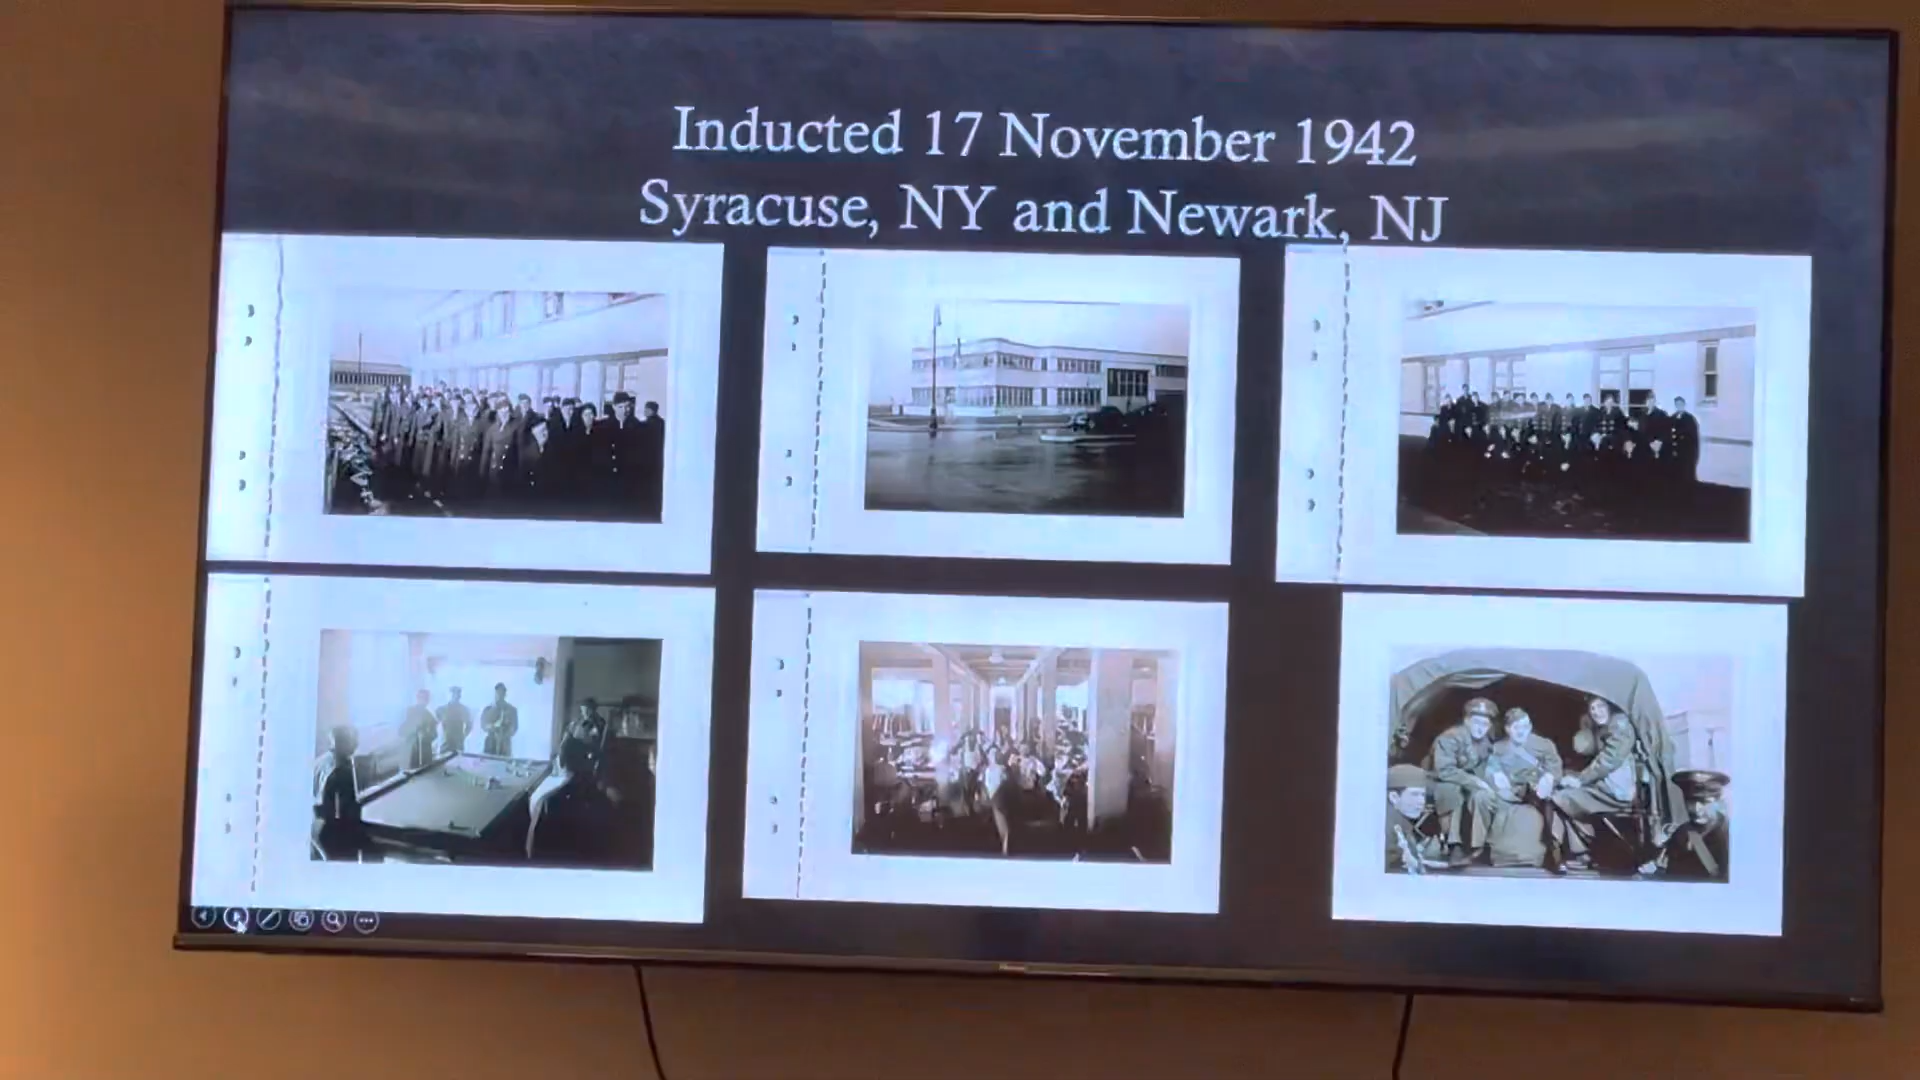 Inducted 17 November 1942
Syracuse, NY and Newark, NJ